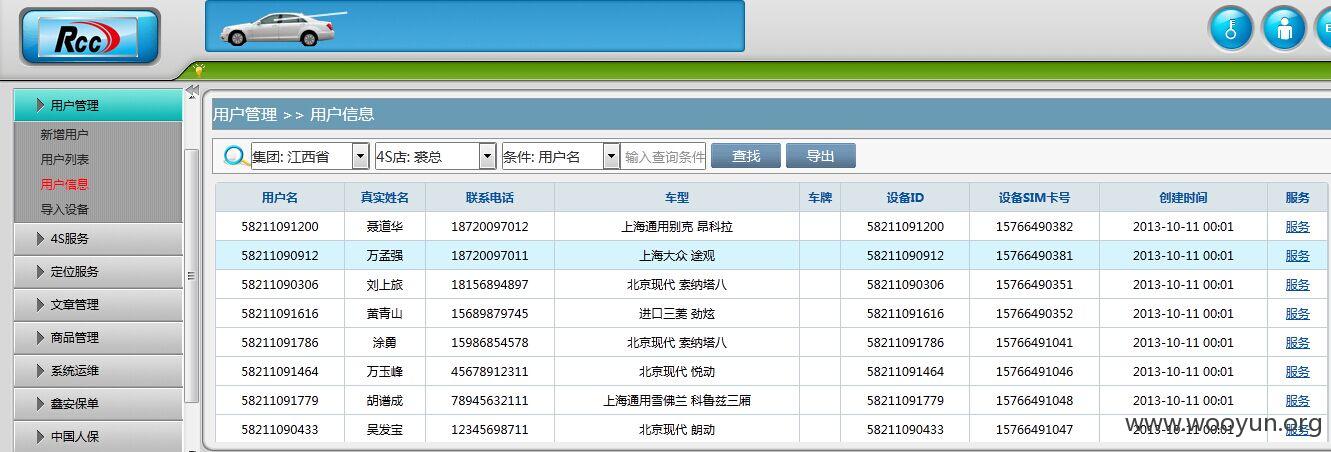 Rcc
用户管理
新增用户
用户列表
用户信息
导入设备
4S服务
定位服务
文章管理
商品管理
系统运维
鑫安保单
中国人保
用户管理 >> 用户信息
集团: 江西省 4S店: 裘总 条件: 用户名 输入查询条件 查找 导出
用户名 真实姓名 联系电话 车型 车牌 设备ID 设备SIM卡号 创建时间 服务
58211091200 聂道华 18720097012 上海通用别克 昂科拉 58211091200 15766490382 2013-10-11 00:01 服务
58211090912 万孟强 18720097011 上海大众 途观 58211090912 15766490381 2013-10-11 00:01 服务
58211090306 刘上旅 18156894897 北京现代 索纳塔八 58211090306 15766490351 2013-10-11 00:01 服务
58211091616 黄青山 15689879745 进口三菱 劲炫 58211091616 15766490352 2013-10-11 00:01 服务
58211091786 涂勇 15986854578 北京现代 索纳塔八 58211091786 15766491041 2013-10-11 00:01 服务
58211091464 万玉峰 45678912311 北京现代 悦动 58211091464 15766491046 2013-10-11 00:01 服务
58211091779 胡谱成 78945632111 上海通用雪佛兰 科鲁兹三厢 58211091779 15766491048 2013-10-11 00:01 服务
58211090433 吴发宝 12345698711 北京现代 朗动 58211090433 15766491047 2013-10-11 00:01 服务
www.wooyun.org